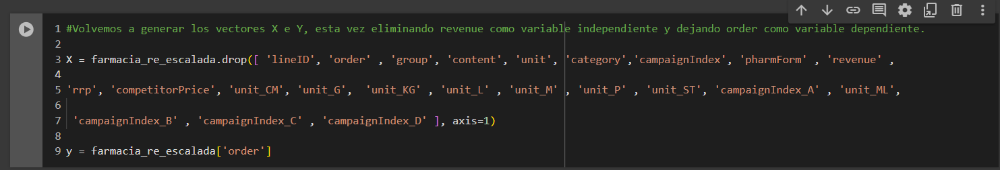 1 #Volvemos a generar los vectores X e Y, esta vez eliminando revenue como variable independiente y dejando order como variable dependiente.
2
3 X = farmacia_re_escalada.drop([ 'lineID', 'order' , 'group', 'content', 'unit', 'category','campaignIndex', 'pharmForm' , 'revenue' ,
4
5 'rrp', 'competitorPrice', 'unit_CM', 'unit_G',  'unit_KG' , 'unit_L' , 'unit_M' , 'unit_P' , 'unit_ST', 'campaignIndex_A' , 'unit_ML',
6
7  'campaignIndex_B' , 'campaignIndex_C' , 'campaignIndex_D' ], axis=1)
8
9 y = farmacia_re_escalada['order']